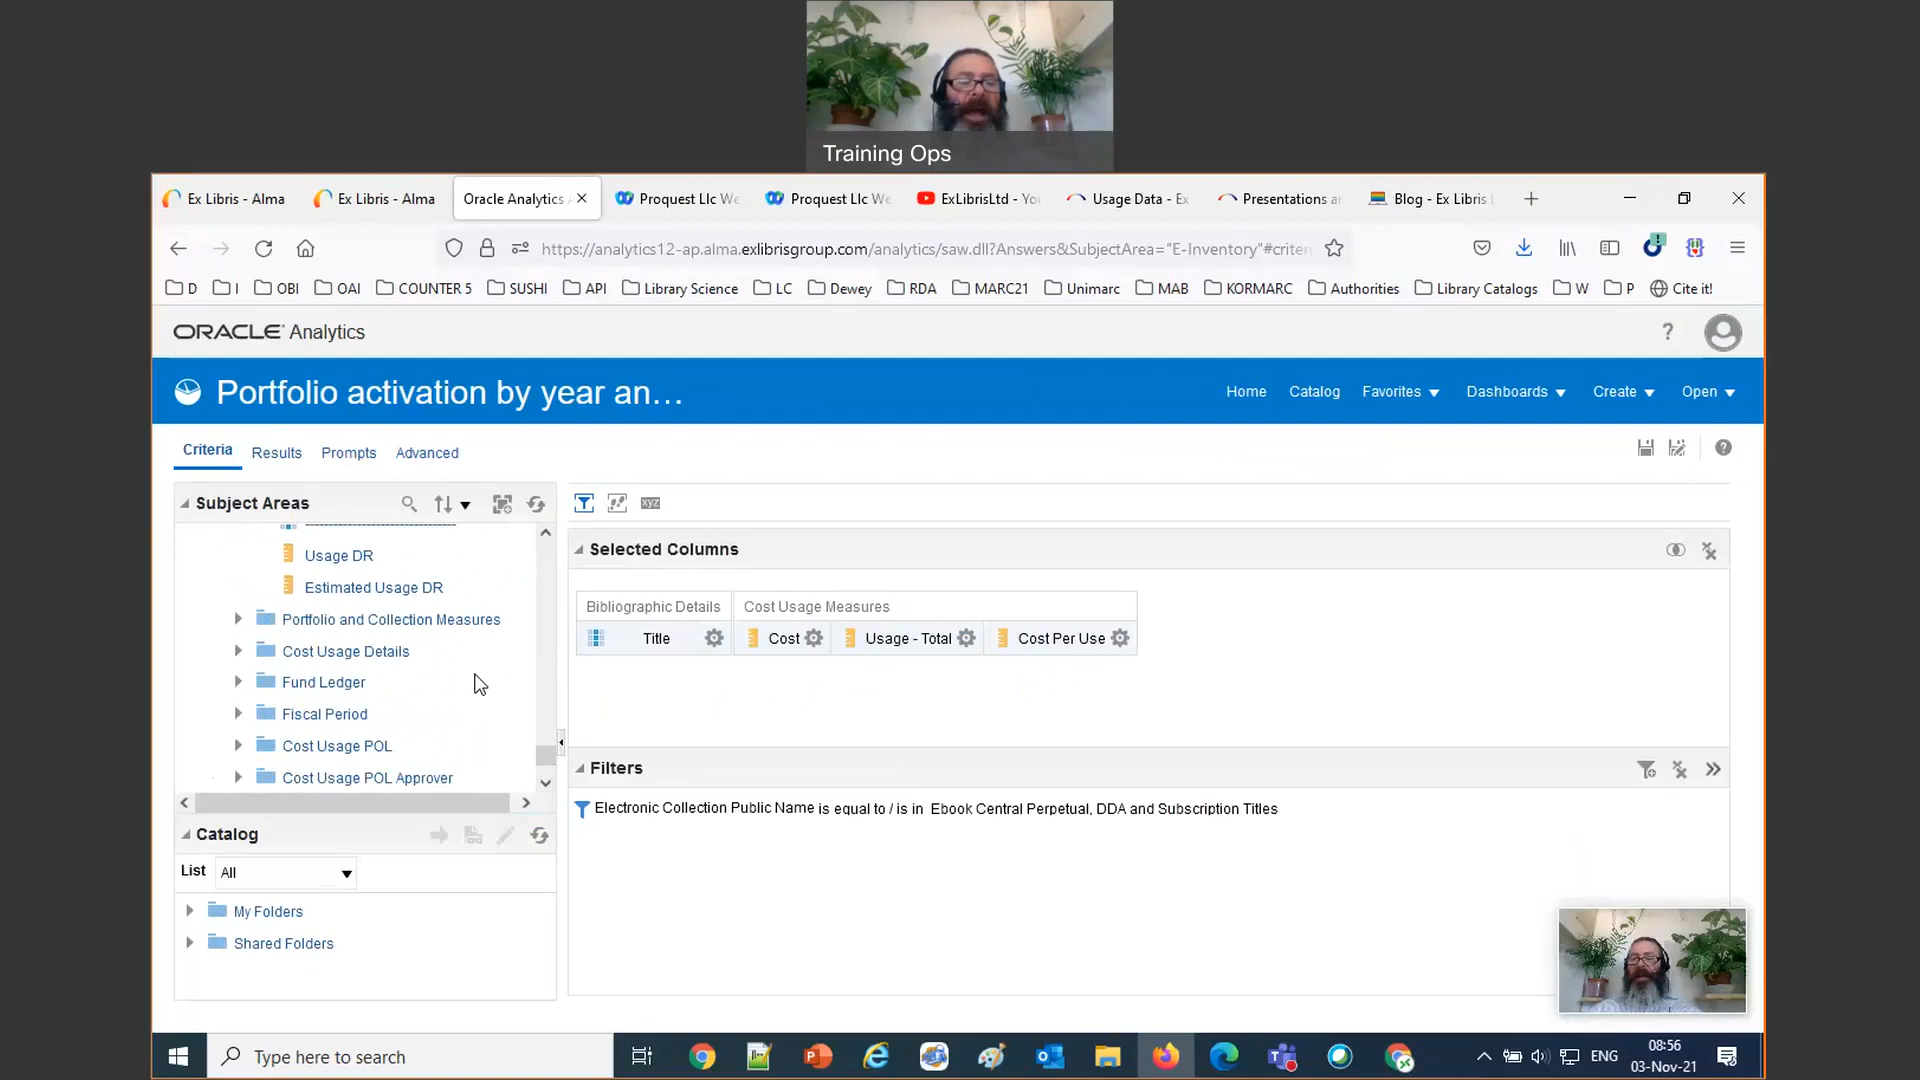 Training Ops
Ex Libris - Alma
Ex Libris - Alma
Oracle Analytics
Proquest Llc We
Proquest Llc We
ExLibrisLtd - Yo
Usage Data - Ex
Presentations a
Blog - Ex Libris
https://analytics12-ap.alma.exlibrisgroup.com/analytics/saw.dll?Answers&SubjectArea="E-Inventory"#criter
D
I
OBI
OAI
COUNTER 5
SUSHI
API
Library Science
LC
Dewey
RDA
MARC21
Unimarc
MAB
KORMARC
Authorities
Library Catalogs
W
P
Cite it!
ORACLE Analytics
?
Portfolio activation by year an...
Home
Catalog
Favorites
Dashboards
Create
Open
Criteria
Results
Prompts
Advanced
?
Subject Areas
xyz
Usage DR
Estimated Usage DR
Portfolio and Collection Measures
Cost Usage Details
Fund Ledger
Fiscal Period
Cost Usage POL
Cost Usage POL Approver
Selected Columns
Bibliographic Details
Cost Usage Measures
Title
Cost
Usage - Total
Cost Per Use
Filters
Electronic Collection Public Name is equal to / is in Ebook Central Perpetual, DDA and Subscription Titles
Catalog
List
All
My Folders
Shared Folders
Type here to search
ENG
08:56
03-Nov-21